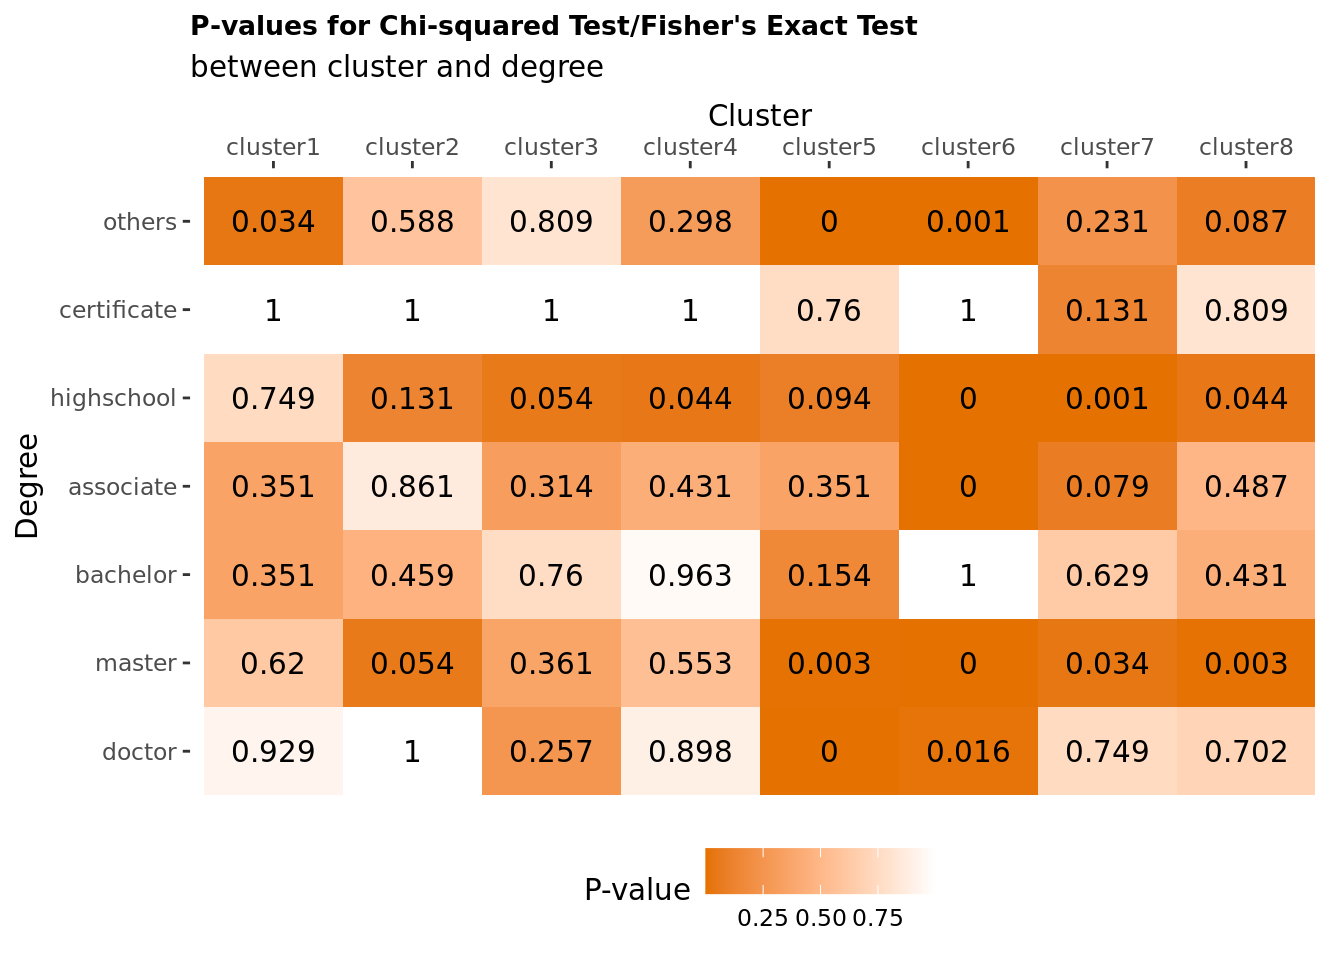 P-values for Chi-squared Test/Fisher's Exact Test
between cluster and degree
Cluster
cluster1 cluster2 cluster3 cluster4 cluster5 cluster6 cluster7 cluster8
others 0.034 0.588 0.809 0.298 0 0.001 0.231 0.087
certificate 1 1 1 1 0.76 1 0.131 0.809
highschool 0.749 0.131 0.054 0.044 0.094 0 0.001 0.044
Degree
associate 0.351 0.861 0.314 0.431 0.351 0 0.079 0.487
bachelor 0.351 0.459 0.76 0.963 0.154 1 0.629 0.431
master 0.62 0.054 0.361 0.553 0.003 0 0.034 0.003
doctor 0.929 1 0.257 0.898 0 0.016 0.749 0.702
P-value
0.25 0.50 0.75